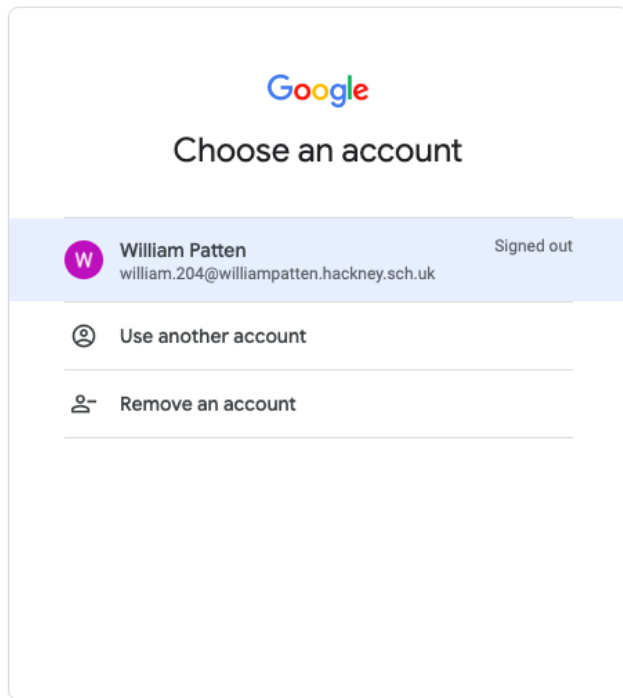 Google
Choose an account
W
William Patten
Signed out
william.204@williampatten.hackney.sch.uk
Use another account
Remove an account